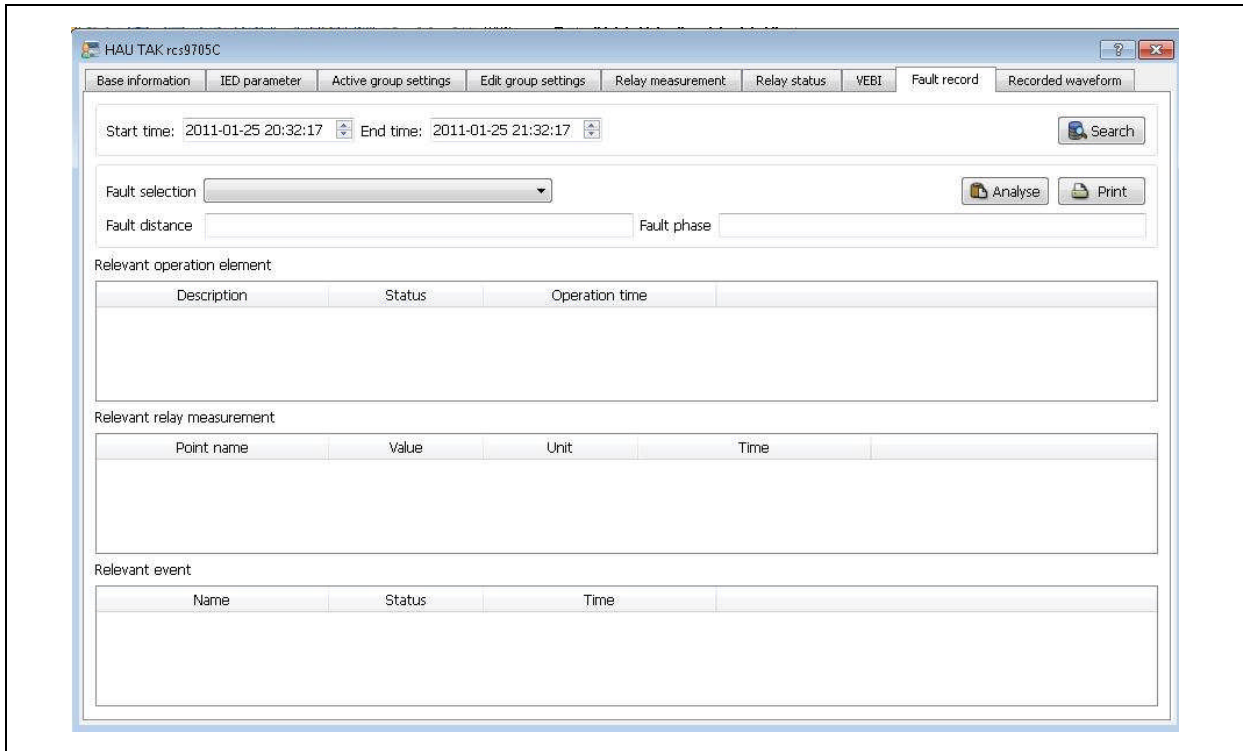 HAU TAK rcs9705C
Base information IED parameter Active group settings Edit group settings Relay measurement Relay status VEBI Fault record Recorded waveform
Start time: 2011-01-25 20:32:17 End time: 2011-01-25 21:32:17 Search
Fault selection Analyse Print
Fault distance Fault phase
Relevant operation element
Description Status Operation time
Relevant relay measurement
Point name Value Unit Time
Relevant event
Name Status Time